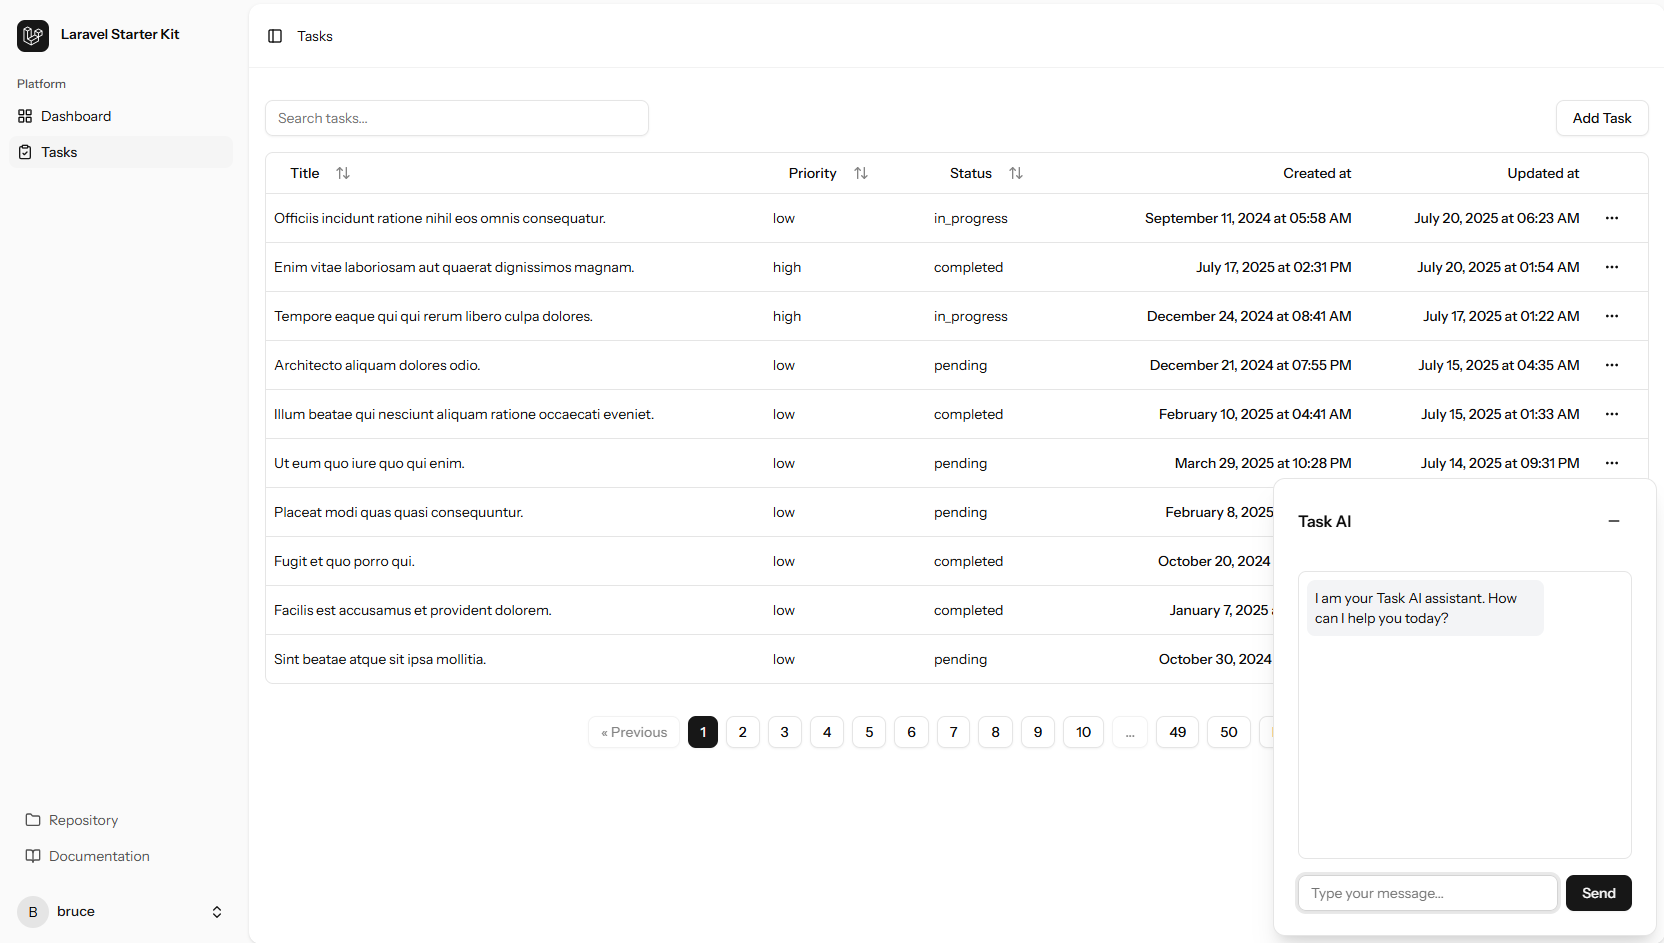 Laravel Starter Kit
Platform
Dashboard
Tasks
Repository
Documentation
B bruce
Tasks
Search tasks...
Add Task
Title Priority Status Created at Updated at
Officiis incidunt ratione nihil eos omnis consequatur. low in_progress September 11, 2024 at 05:58 AM July 20, 2025 at 06:23 AM
Enim vitae laboriosam aut quaerat dignissimos magnam. high completed July 17, 2025 at 02:31 PM July 20, 2025 at 01:54 AM
Tempore eaque qui qui rerum libero culpa dolores. high in_progress December 24, 2024 at 08:41 AM July 17, 2025 at 01:22 AM
Architecto aliquam dolores odio. low pending December 21, 2024 at 07:55 PM July 15, 2025 at 04:35 AM
Illum beatae qui nesciunt aliquam ratione occaecati eveniet. low completed February 10, 2025 at 04:41 AM July 15, 2025 at 01:33 AM
Ut eum quo iure quo qui enim. low pending March 29, 2025 at 10:28 PM July 14, 2025 at 09:31 PM
Placeat modi quas quasi consequuntur. low pending February 8, 2025
Fugit et quo porro qui. low completed October 20, 2024
Facilis est accusamus et provident dolorem. low completed January 7, 2025
Sint beatae atque sit ipsa mollitia. low pending October 30, 2024
« Previous 1 2 3 4 5 6 7 8 9 10 ... 49 50
Task AI
I am your Task AI assistant. How
can I help you today?
Type your message...
Send